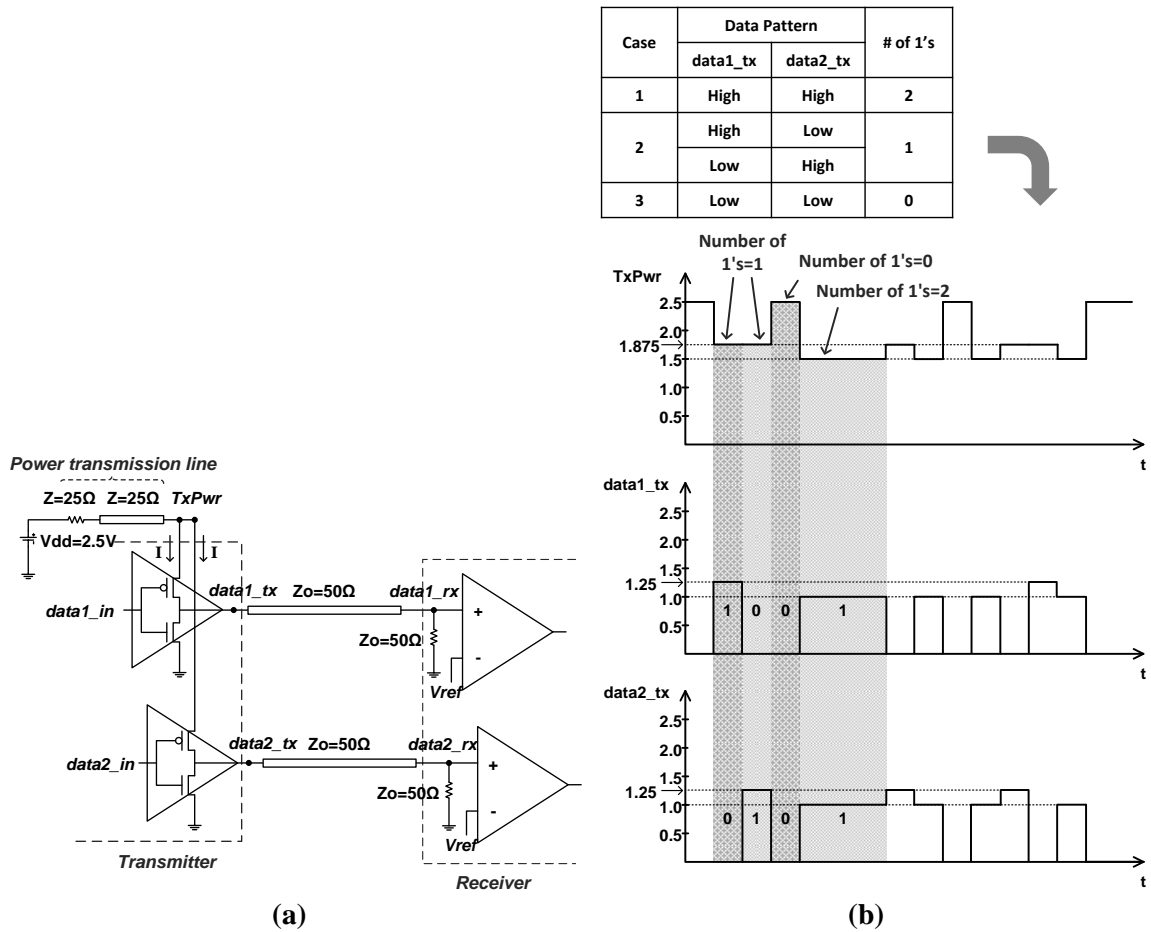 Case
Data Pattern
# of 1's
data1_tx
data2_tx
1
High
High
2
2
High
Low
1
Low
High
3
Low
Low
0
Number of
1's=1
Number of 1's=0
Number of 1's=2
TxPwr
2.5
2.0
1.875
1.5
1.0
0.5
t
data1_tx
2.5
2.0
1.5
1.25
1.0
0.5
1
0
0
1
t
data2_tx
2.5
2.0
1.5
1.25
1.0
0.5
0
1
0
1
t
Power transmission line
Z=25Ω
Z=25Ω
TxPwr
+
Vdd=2.5V
I
I
data1_in
data1_tx
Zo=50Ω
data1_rx
+
Zo=50Ω
-
Vref
data2_in
data2_tx
Zo=50Ω
data2_rx
+
Zo=50Ω
-
Vref
Transmitter
Receiver
(a)
(b)